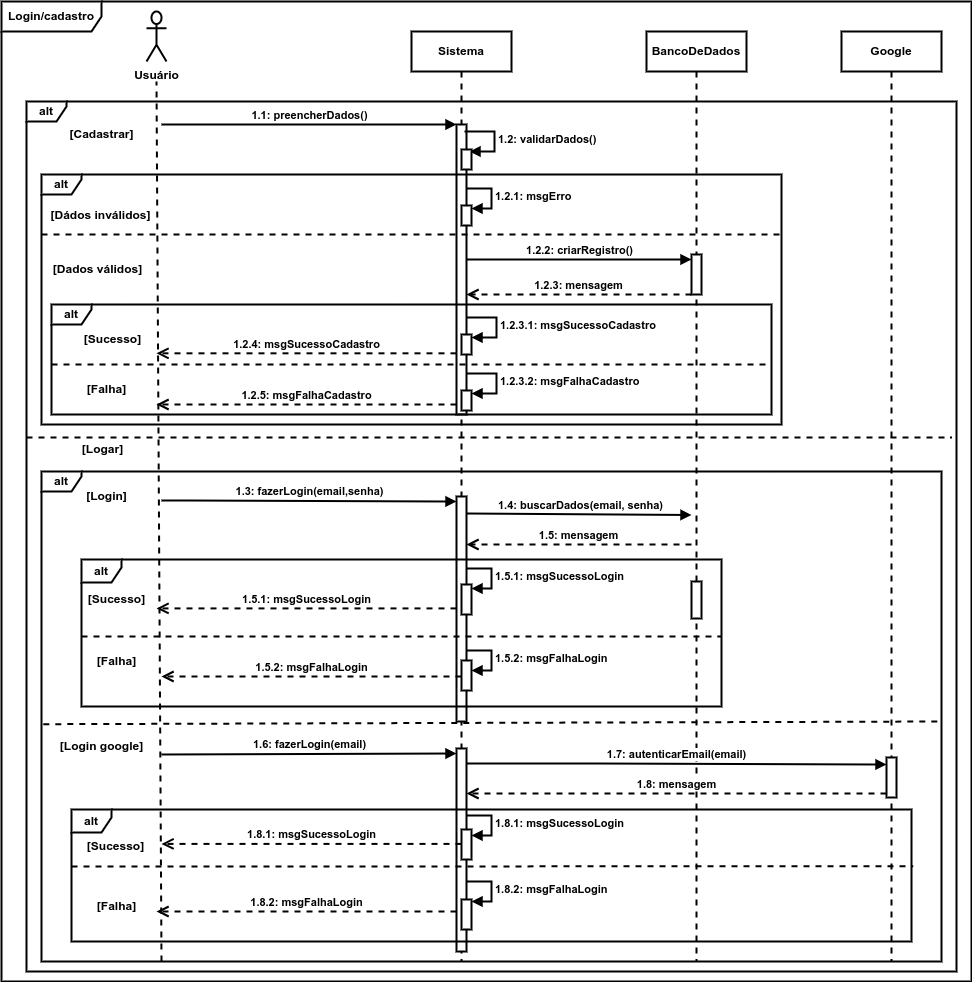 Login/cadastro
Usuário
Sistema
BancoDeDados
Google
alt
[Cadastrar]
1.1: preencherDados()
1.2: validarDados()
alt
[Dádos inválidos]
1.2.1: msgErro
[Dados válidos]
1.2.2: criarRegistro()
1.2.3: mensagem
alt
[Sucesso]
1.2.3.1: msgSucessoCadastro
1.2.4: msgSucessoCadastro
[Falha]
1.2.3.2: msgFalhaCadastro
1.2.5: msgFalhaCadastro
[Logar]
alt
[Login]
1.3: fazerLogin(email,senha)
1.4: buscarDados(email, senha)
1.5: mensagem
alt
[Sucesso]
1.5.1: msgSucessoLogin
1.5.1: msgSucessoLogin
[Falha]
1.5.2: msgFalhaLogin
1.5.2: msgFalhaLogin
[Login google]
1.6: fazerLogin(email)
1.7: autenticarEmail(email)
1.8: mensagem
alt
[Sucesso]
1.8.1: msgSucessoLogin
1.8.1: msgSucessoLogin
[Falha]
1.8.2: msgFalhaLogin
1.8.2: msgFalhaLogin